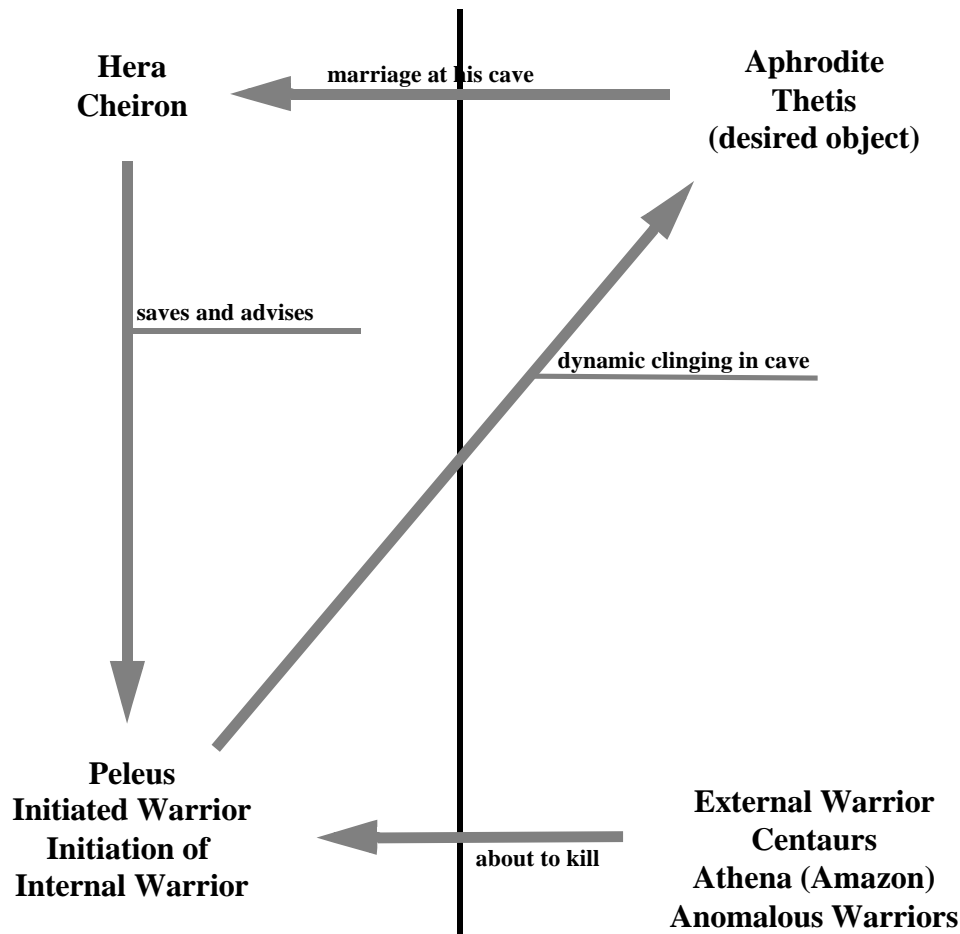 Hera
Cheiron
marriage at his cave
Aphrodite
Thetis
(desired object)
saves and advises
dynamic clinging in cave
Peleus
Initiated Warrior
Initiation of
Internal Warrior
about to kill
External Warrior
Centaurs
Athena (Amazon)
Anomalous Warriors